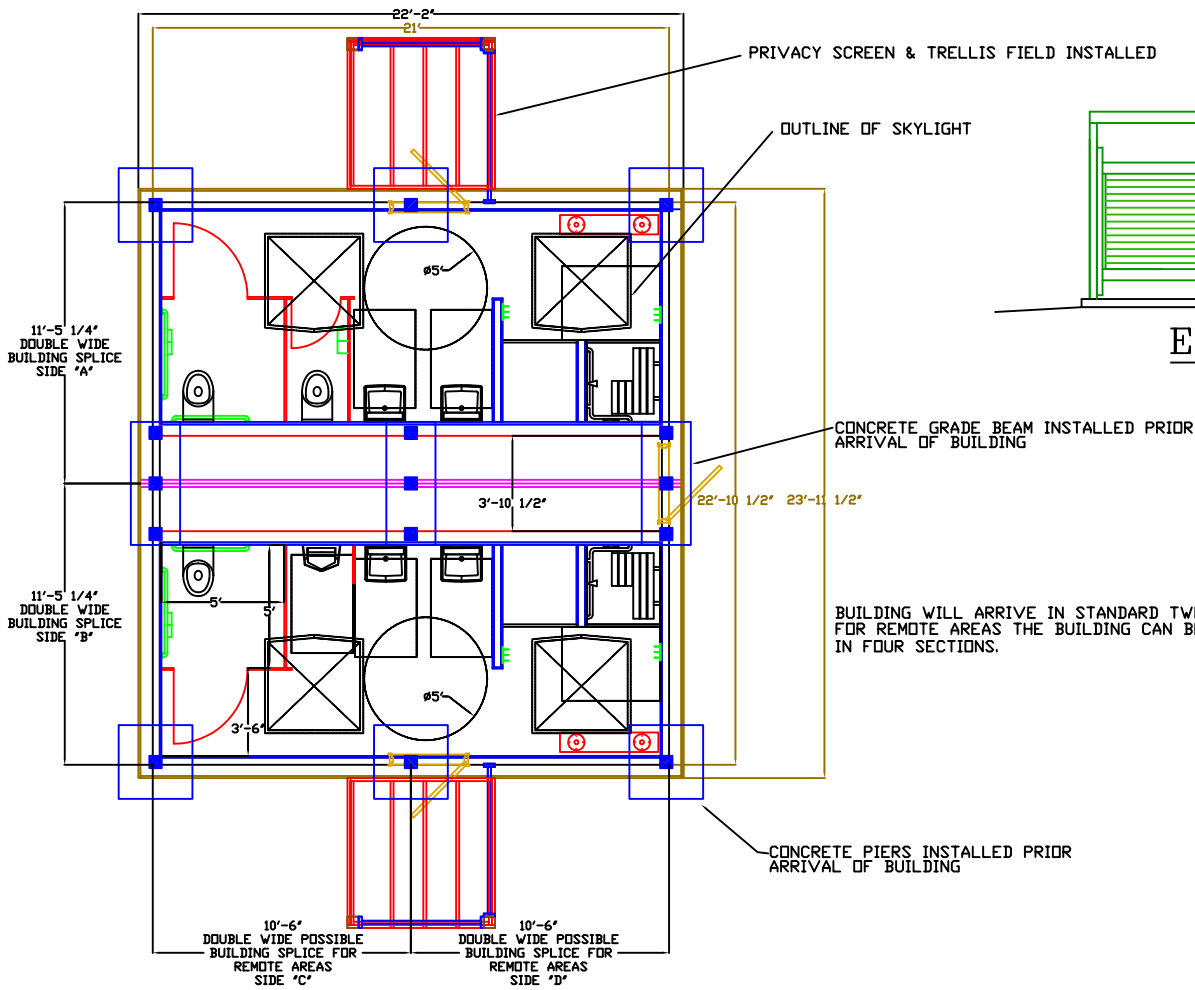 22'-2"
21'
PRIVACY SCREEN & TRELLIS FIELD INSTALLED
OUTLINE OF SKYLIGHT
ø5'
E
11'-5 1/4"
DOUBLE WIDE
BUILDING SPLICE
SIDE "A"
CONCRETE GRADE BEAM INSTALLED PRIOR
ARRIVAL OF BUILDING
3'-10 1/2"
22'-10 1/2"
23'-11 1/2"
11'-5 1/4"
DOUBLE WIDE
BUILDING SPLICE
SIDE "B"
5'
5'
BUILDING WILL ARRIVE IN STANDARD TW
FOR REMOTE AREAS THE BUILDING CAN BE
IN FOUR SECTIONS.
ø5'
3'-6"
CONCRETE PIERS INSTALLED PRIOR
ARRIVAL OF BUILDING
10'-6"
DOUBLE WIDE POSSIBLE
BUILDING SPLICE FOR
REMOTE AREAS
SIDE "C"
10'-6"
DOUBLE WIDE POSSIBLE
BUILDING SPLICE FOR
REMOTE AREAS
SIDE "D"